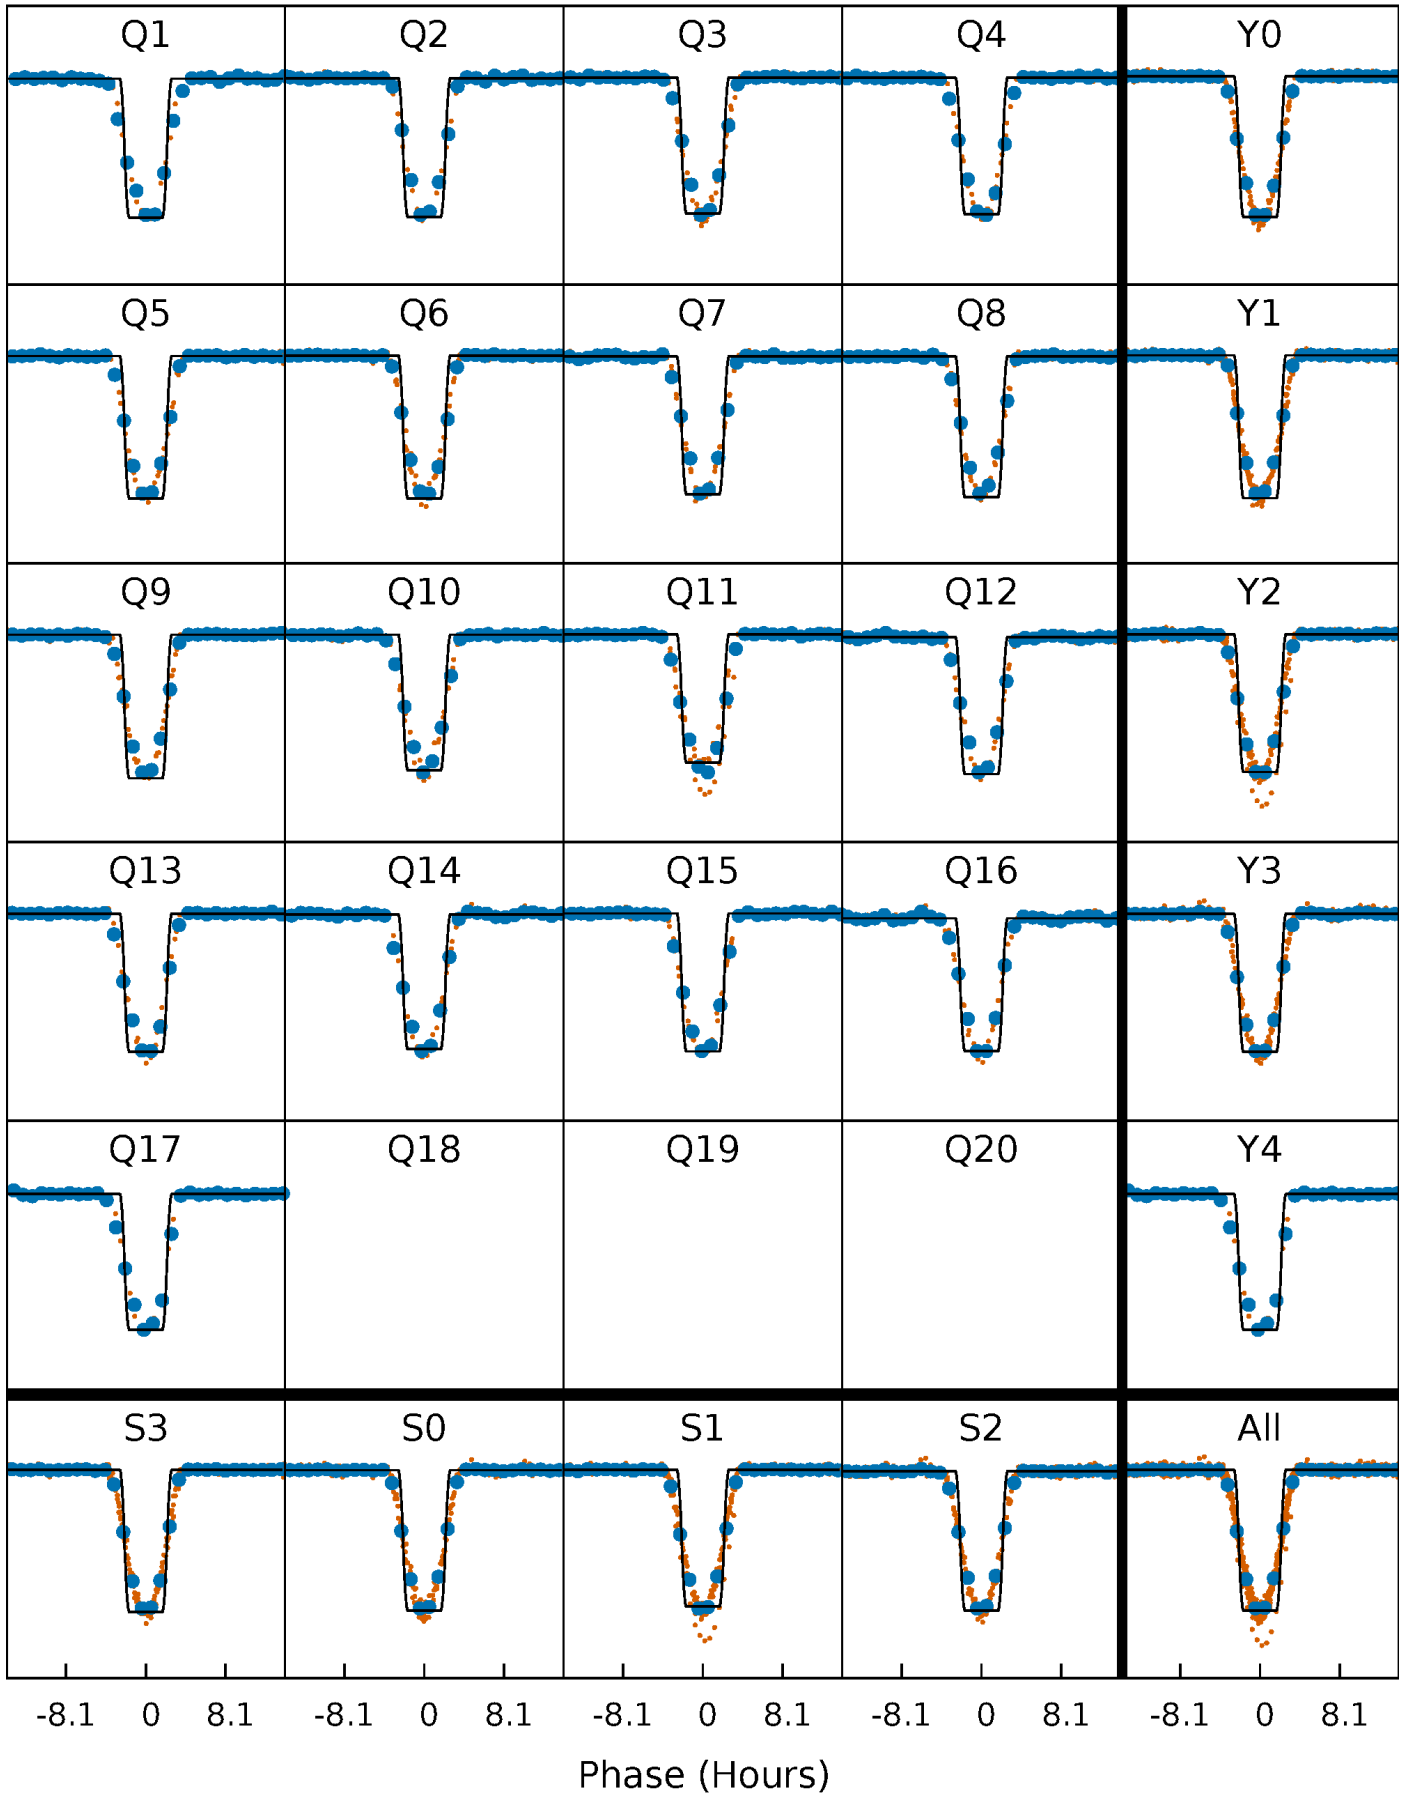 Q1 Q2 Q3 Q4 Y0
Q5 Q6 Q7 Q8 Y1
Q9 Q10 Q11 Q12 Y2
Q13 Q14 Q15 Q16 Y3
Q17 Q18 Q19 Q20 Y4
S3 S0 S1 S2 All
-8.1 0 8.1 -8.1 0 8.1 -8.1 0 8.1 -8.1 0 8.1 -8.1 0 8.1
Phase (Hours)